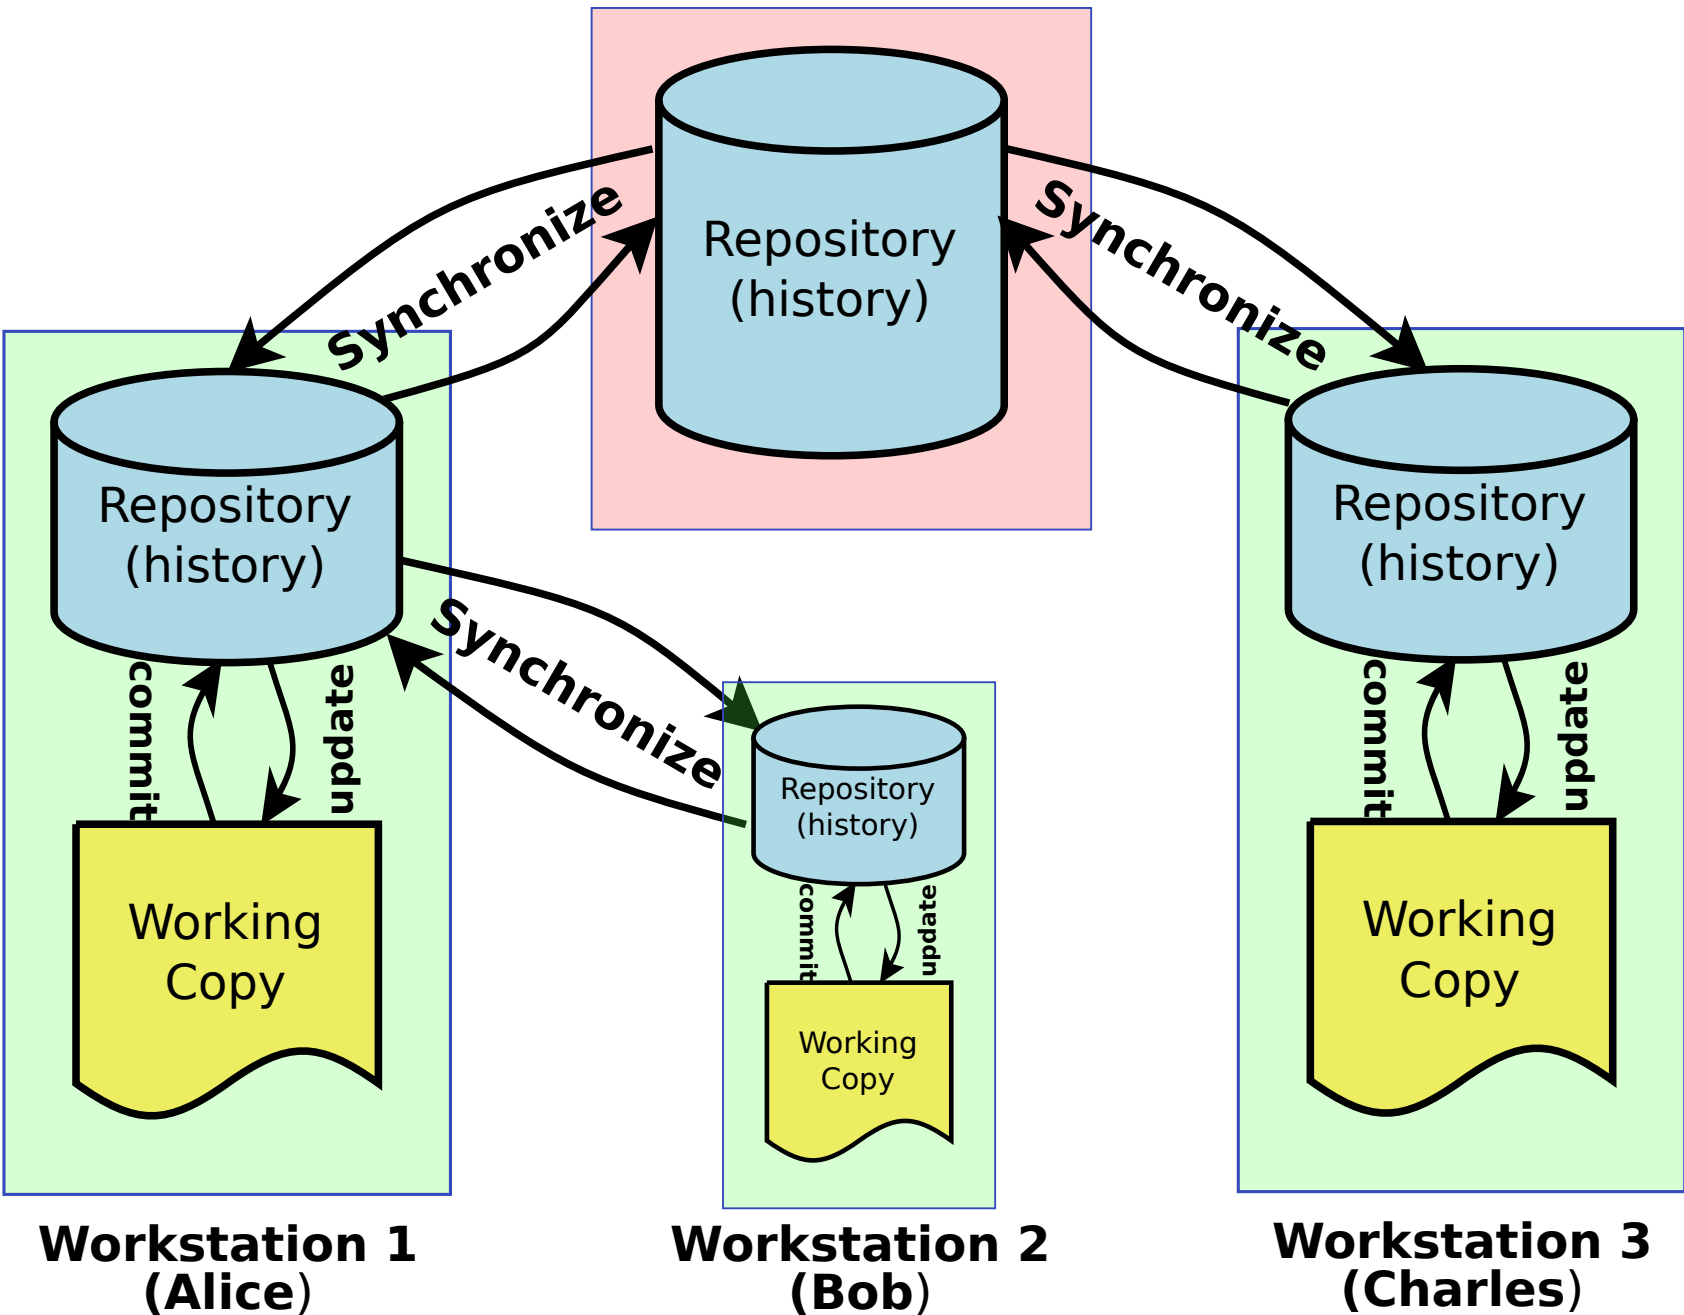 Synchronize
Synchronize
Repository
(history)
Repository
(history)
Repository
(history)
Synchronize
commit
update
commit
update
Repository
(history)
commit
update
Working
Copy
Working
Copy
Working
Copy
Workstation 1
(Alice)
Workstation 2
(Bob)
Workstation 3
(Charles)